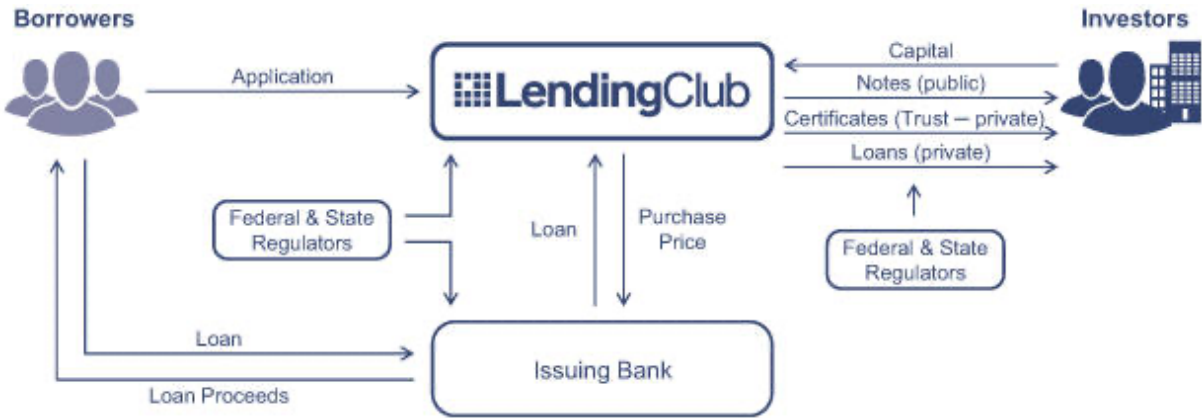 Borrowers
Investors
Application
LendingClub
Capital
Notes (public)
Certificates (Trust — private)
Loans (private)
Federal & State
Regulators
Loan
Purchase
Price
Federal & State
Regulators
Loan
Issuing Bank
Loan Proceeds